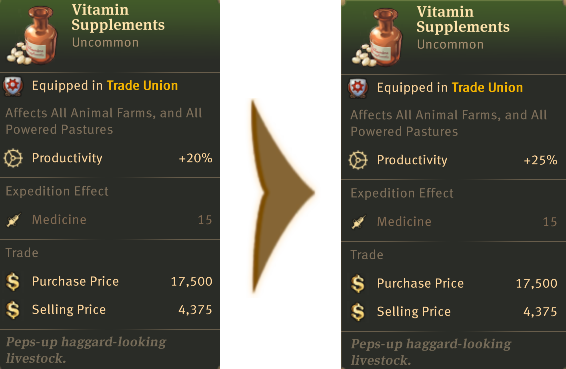 Vitamin
Supplements
Uncommon
Equipped in Trade Union
Affects All Animal Farms, and All
Powered Pastures
Productivity +20%
Expedition Effect
Medicine 15
Trade
Purchase Price 17,500
Selling Price 4,375
Peps-up haggard-looking
livestock.
Vitamin
Supplements
Uncommon
Equipped in Trade Union
Affects All Animal Farms, and All
Powered Pastures
Productivity +25%
Expedition Effect
Medicine 15
Trade
Purchase Price 17,500
Selling Price 4,375
Peps-up haggard-looking
livestock.